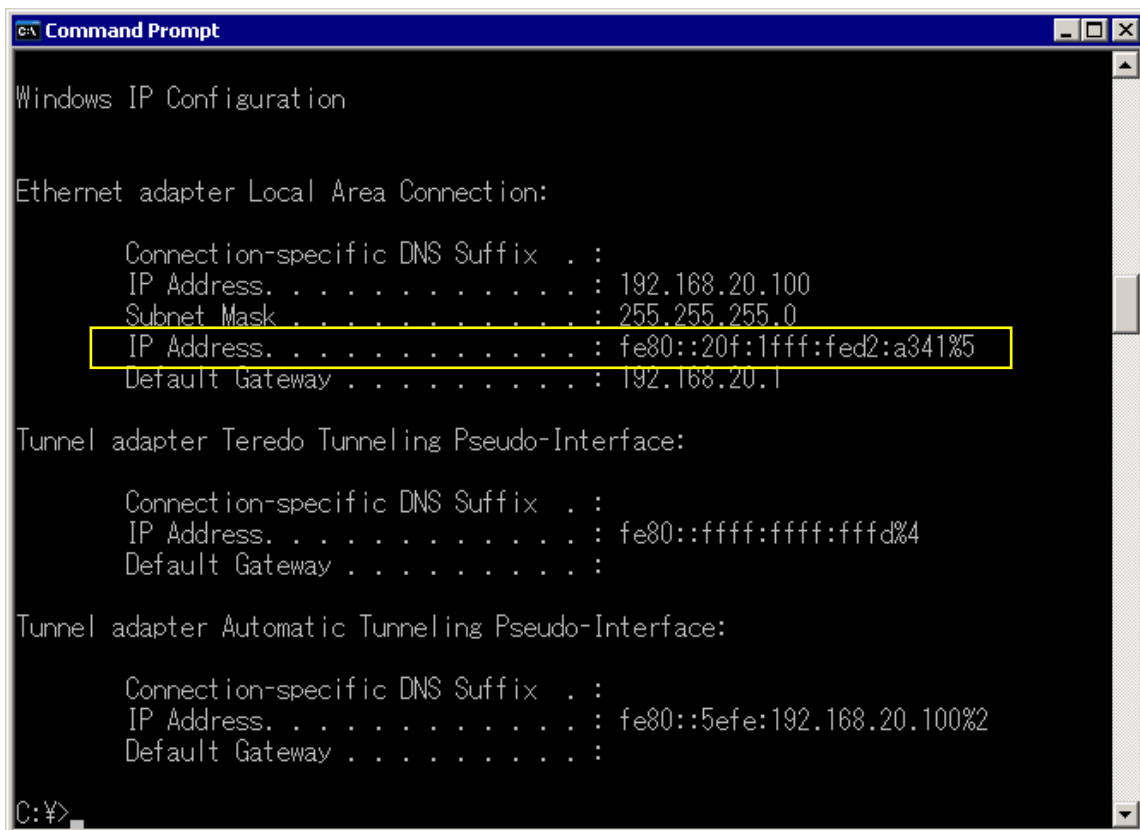 Command Prompt
Windows IP Configuration
Ethernet adapter Local Area Connection:
Connection-specific DNS Suffix . :
IP Address. . . . . . . . . . . . : 192.168.20.100
Subnet Mask . . . . . . . . . . . : 255.255.255.0
IP Address. . . . . . . . . . . . : fe80::20f:1fff:fed2:a341%5
Default Gateway . . . . . . . . . : 192.168.20.1
Tunnel adapter Teredo Tunneling Pseudo-Interface:
Connection-specific DNS Suffix . :
IP Address. . . . . . . . . . . . : fe80::ffff:ffff:fffd%4
Default Gateway . . . . . . . . . :
Tunnel adapter Automatic Tunneling Pseudo-Interface:
Connection-specific DNS Suffix . :
IP Address. . . . . . . . . . . . : fe80::5efe:192.168.20.100%2
Default Gateway . . . . . . . . . :
C:¥>